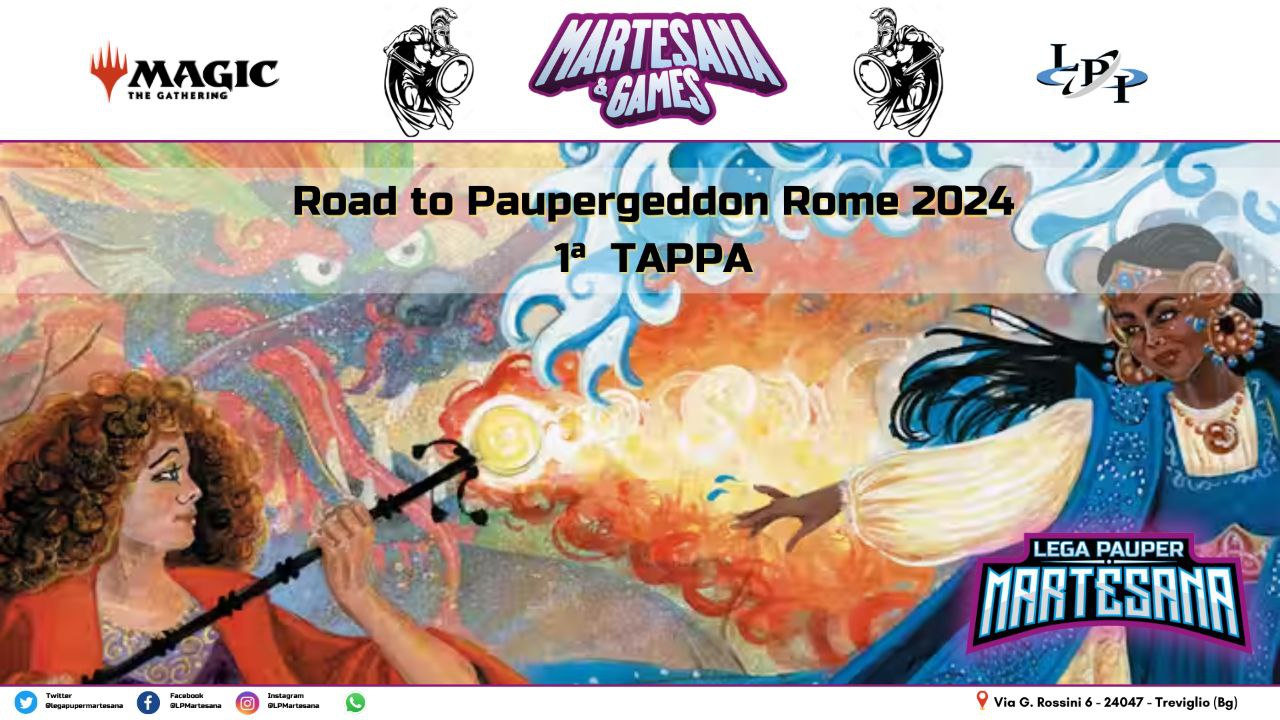 MAGIC
THE GATHERING
MARTESANA
& GAMES
LPI
Road to Paupergeddon Rome 2024
1ª TAPPA
LEGA PAUPER
MARTESANA
Twitter
@legapupermartesana
Facebook
@LPMartesana
Instagram
@LPMartesana
Via G. Rossini 6 - 24047 - Treviglio (Bg)